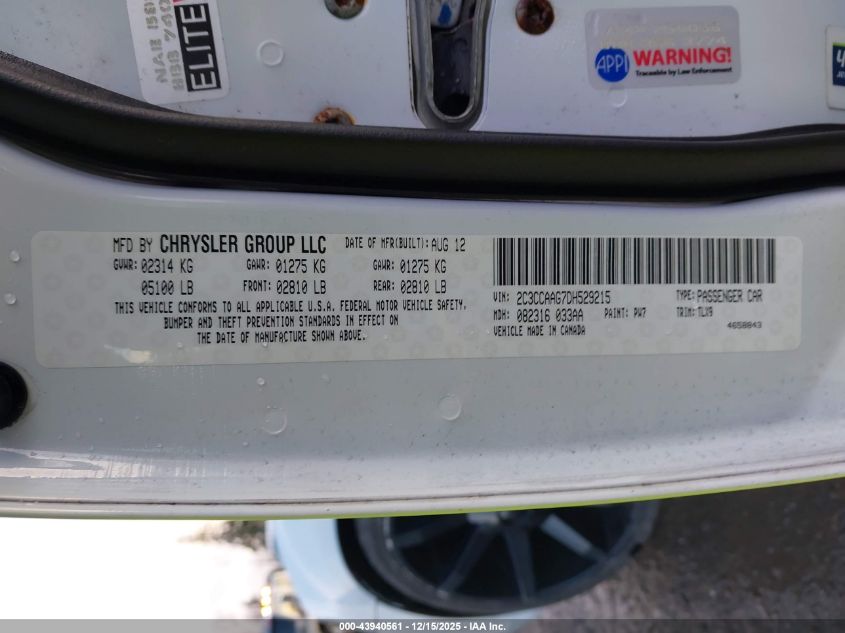 ELITE
APPI WARNING!
Traceable by Law Enforcement
MFD BY CHRYSLER GROUP LLC DATE OF MFR(BUILT): AUG 12
GVWR: 02314 KG GAWR: 01275 KG GAWR: 01275 KG
05100 LB FRONT: 02810 LB REAR: 02810 LB
THIS VEHICLE CONFORMS TO ALL APPLICABLE U.S.A. FEDERAL MOTOR VEHICLE SAFETY,
BUMPER AND THEFT PREVENTION STANDARDS IN EFFECT ON
THE DATE OF MANUFACTURE SHOWN ABOVE.
VIN: 2C3CCAAG7DH529215 TYPE: PASSENGER CAR
MDH: 082316 033AA PAINT: PW7 TRIM: TLX9
VEHICLE MADE IN CANADA 4658843
000-43940561 - 12/15/2025 - IAA Inc.